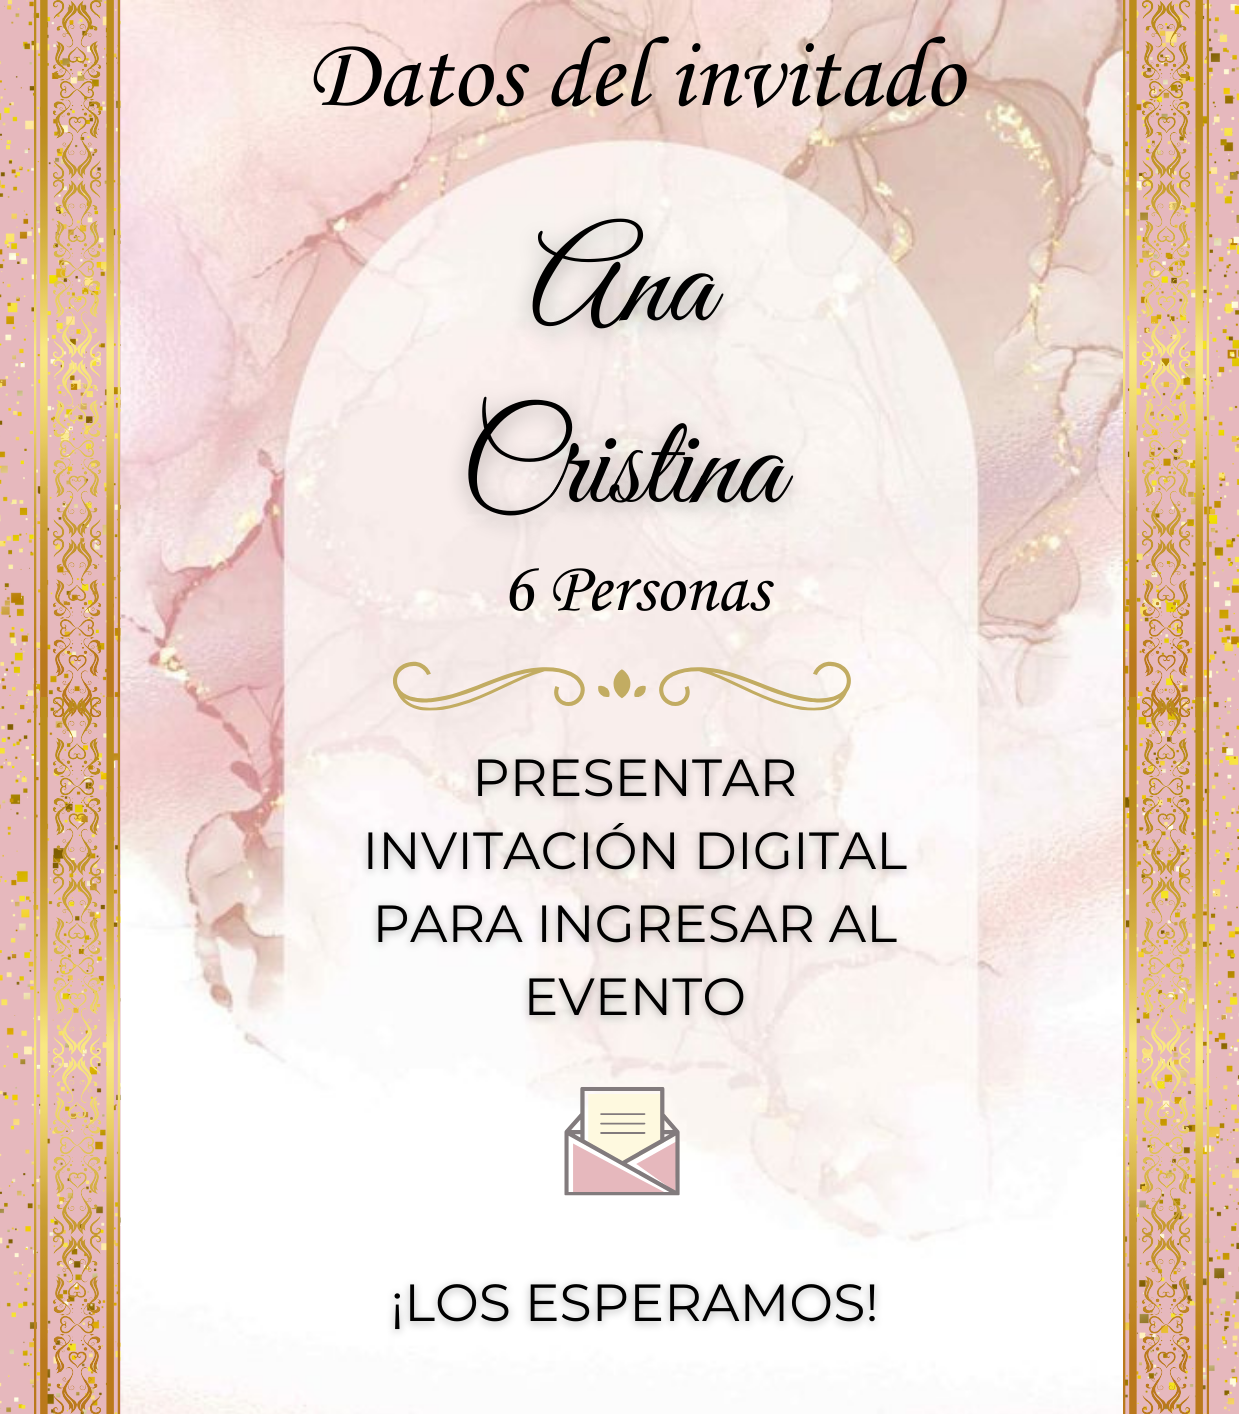 Datos del invitado
Ana
Cristina
6 Personas
PRESENTAR
INVITACIÓN DIGITAL
PARA INGRESAR AL
EVENTO
¡LOS ESPERAMOS!